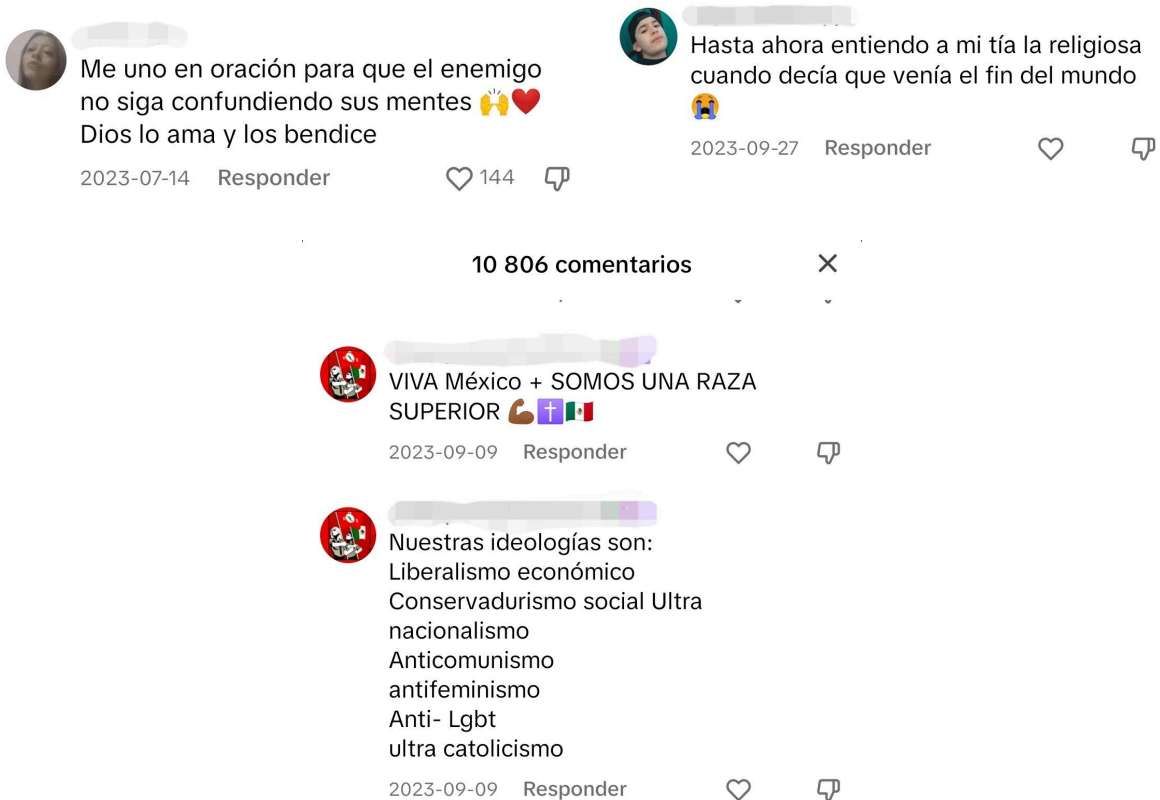 Me uno en oración para que el enemigo
no siga confundiendo sus mentes 🙌❤️
Dios lo ama y los bendice
2023-07-14 Responder 144
Hasta ahora entiendo a mi tía la religiosa
cuando decía que venía el fin del mundo
😭
2023-09-27 Responder
10 806 comentarios
VIVA México + SOMOS UNA RAZA
SUPERIOR 💪🏾✝️🇲🇽
2023-09-09 Responder
Nuestras ideologías son:
Liberalismo económico
Conservadurismo social Ultra
nacionalismo
Anticomunismo
antifeminismo
Anti- Lgbt
ultra catolicismo
2023-09-09 Responder